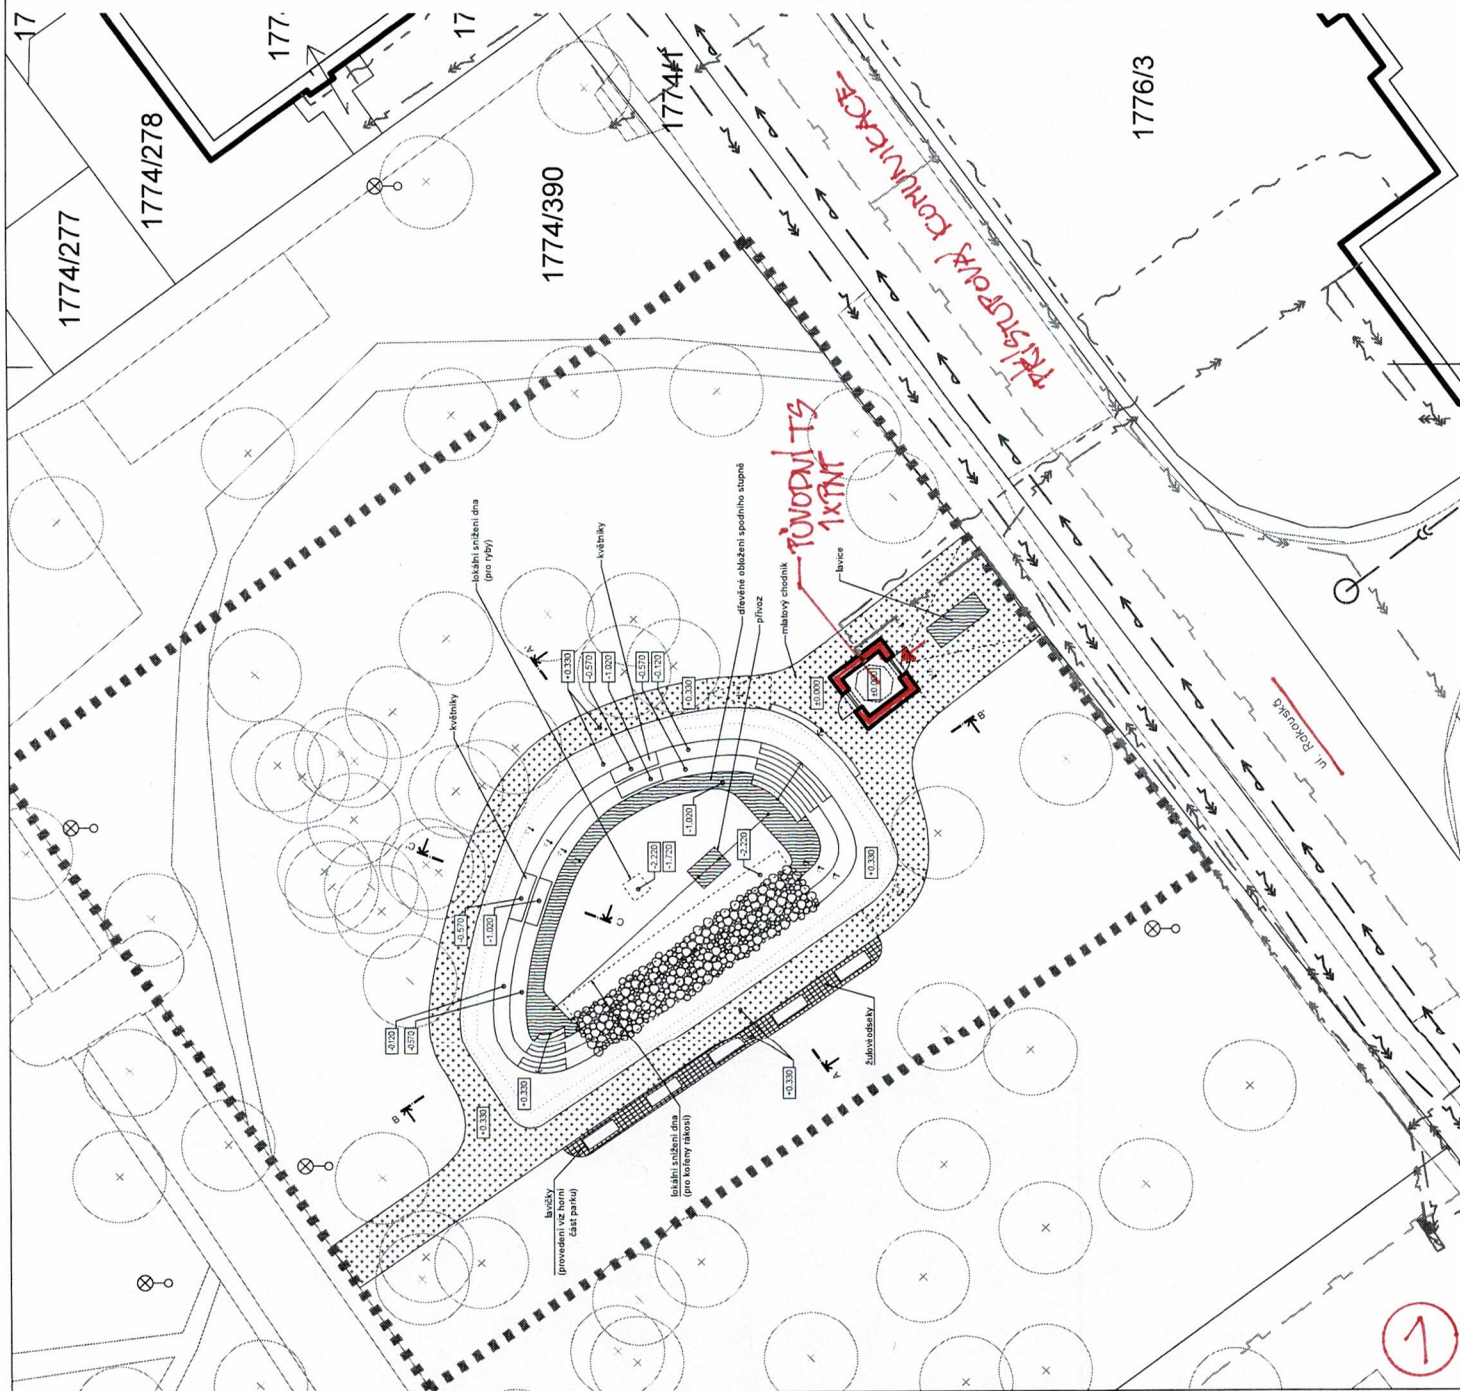 17
1774/277
1774/278
177
17
1774/390
1774/1
1776/3
PŘÍSTUPOVÁ KOMUNIKACE
PŮVODNÍ TS
1xTNT
lokální snížení dna
(pro ryby)
květníky
květníky
dřevěné obložení spodního stupně
přívoz
mlatový chodník
lavice
A'
+0.330
-0.570
-1.020
-0.570
-0.120
+0.330
±0.000
B'
C'
-0.570
-1.020
-1.020
-2.220
-1.720
-2.220
C
+0.330
-0.120
-0.570
B
+0.330
+0.330
A
+0.330
žulové odseky
lokální snížení dna
(pro kořeny rákosí)
lavičky
(provedení viz horní
část parku)
ul. Rakouská
1